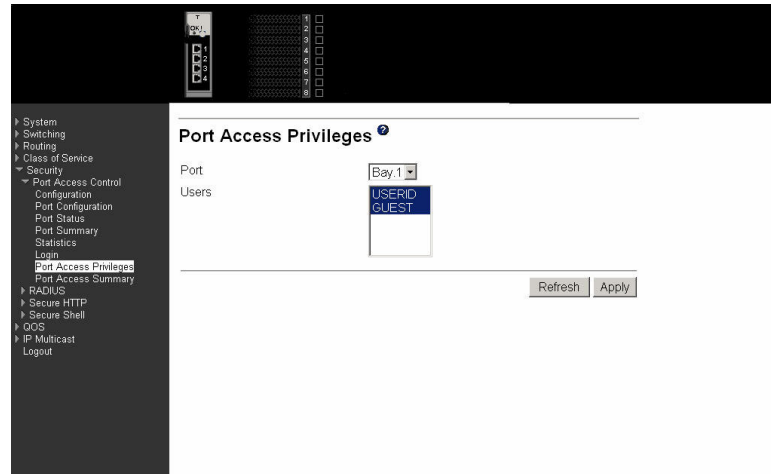 T
OK/
1
2
3
4
1
2
3
4
5
6
7
8
System
Switching
Routing
Class of Service
Security
Port Access Control
Configuration
Port Configuration
Port Status
Port Summary
Statistics
Login
Port Access Privileges
Port Access Summary
RADIUS
Secure HTTP
Secure Shell
QOS
IP Multicast
Logout
Port Access Privileges ?
Port Bay.1
Users USERID
GUEST
Refresh Apply